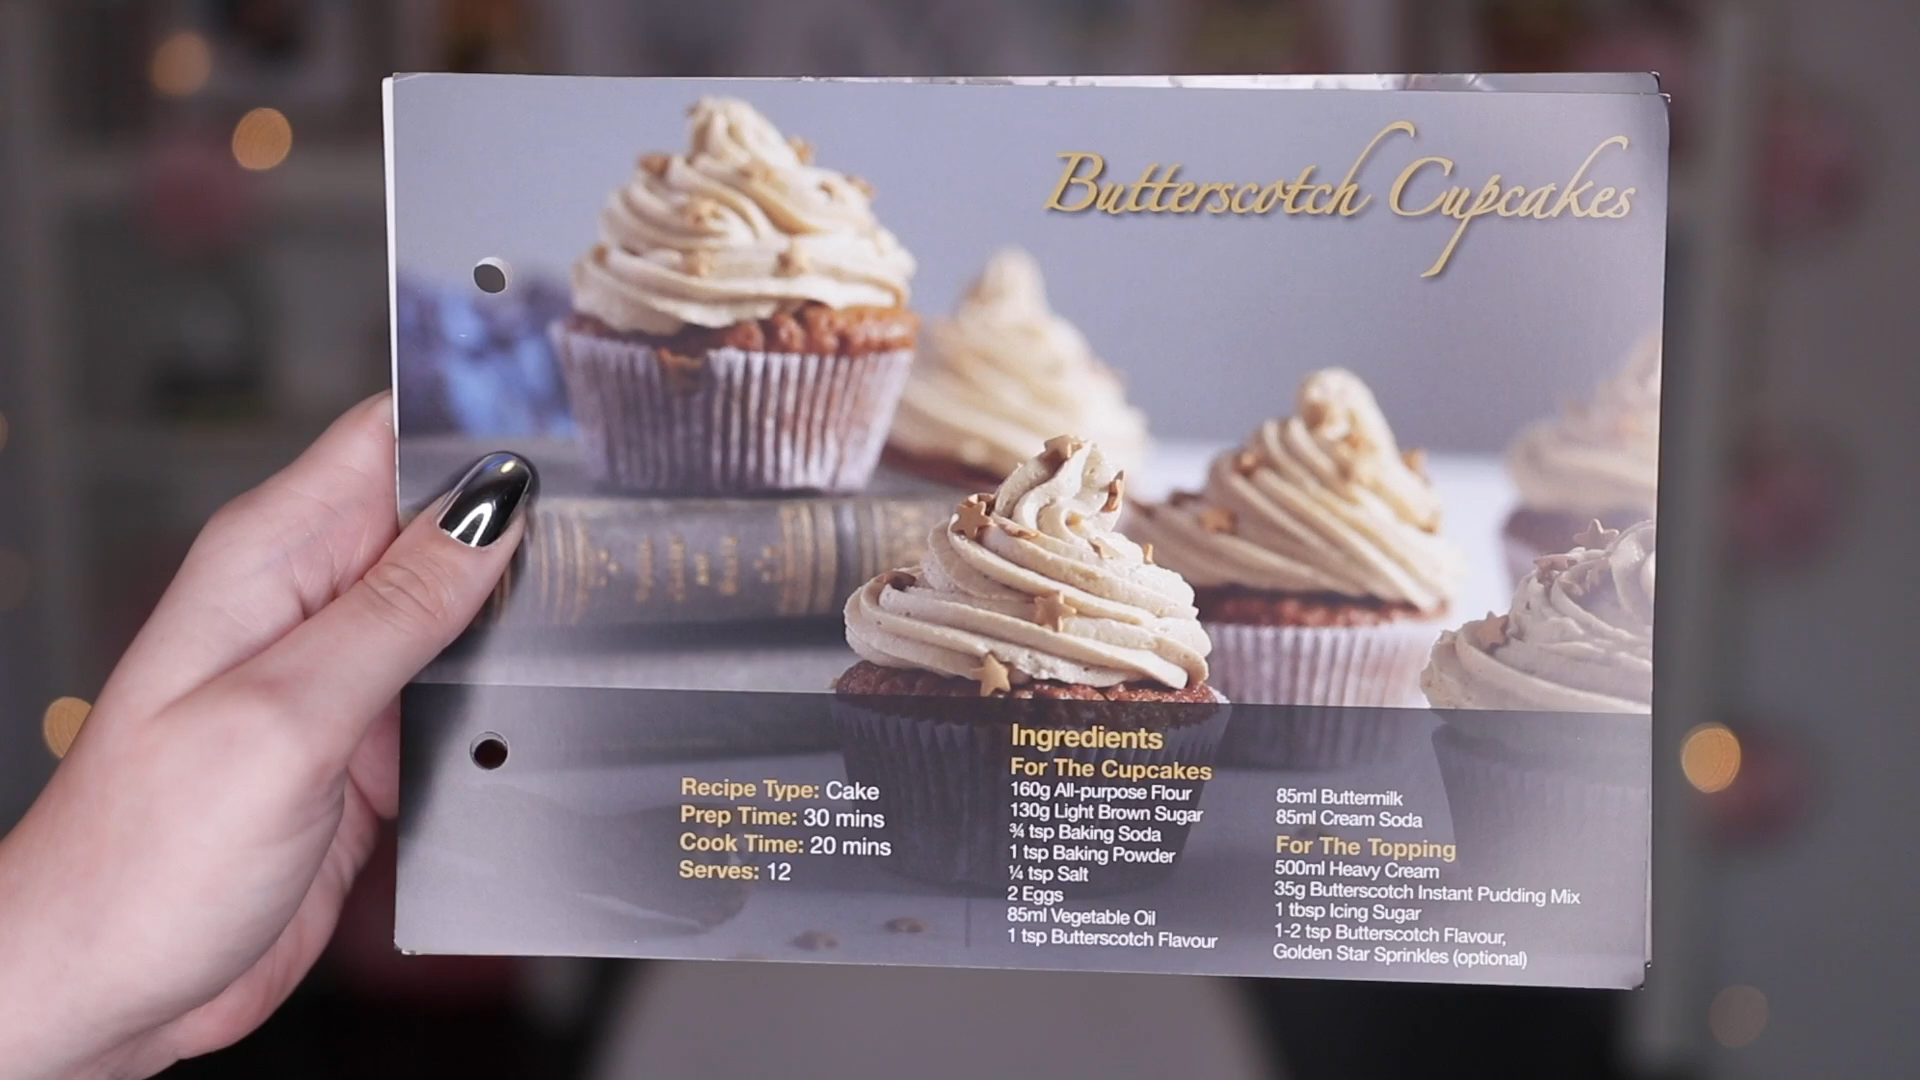 Butterscotch Cupcakes
Recipe Type: Cake
Prep Time: 30 mins
Cook Time: 20 mins
Serves: 12
Ingredients
For The Cupcakes
160g All-purpose Flour
130g Light Brown Sugar
¾ tsp Baking Soda
1 tsp Baking Powder
¼ tsp Salt
2 Eggs
85ml Vegetable Oil
1 tsp Butterscotch Flavour
85ml Buttermilk
85ml Cream Soda
For The Topping
500ml Heavy Cream
35g Butterscotch Instant Pudding Mix
1 tbsp Icing Sugar
1-2 tsp Butterscotch Flavour,
Golden Star Sprinkles (optional)